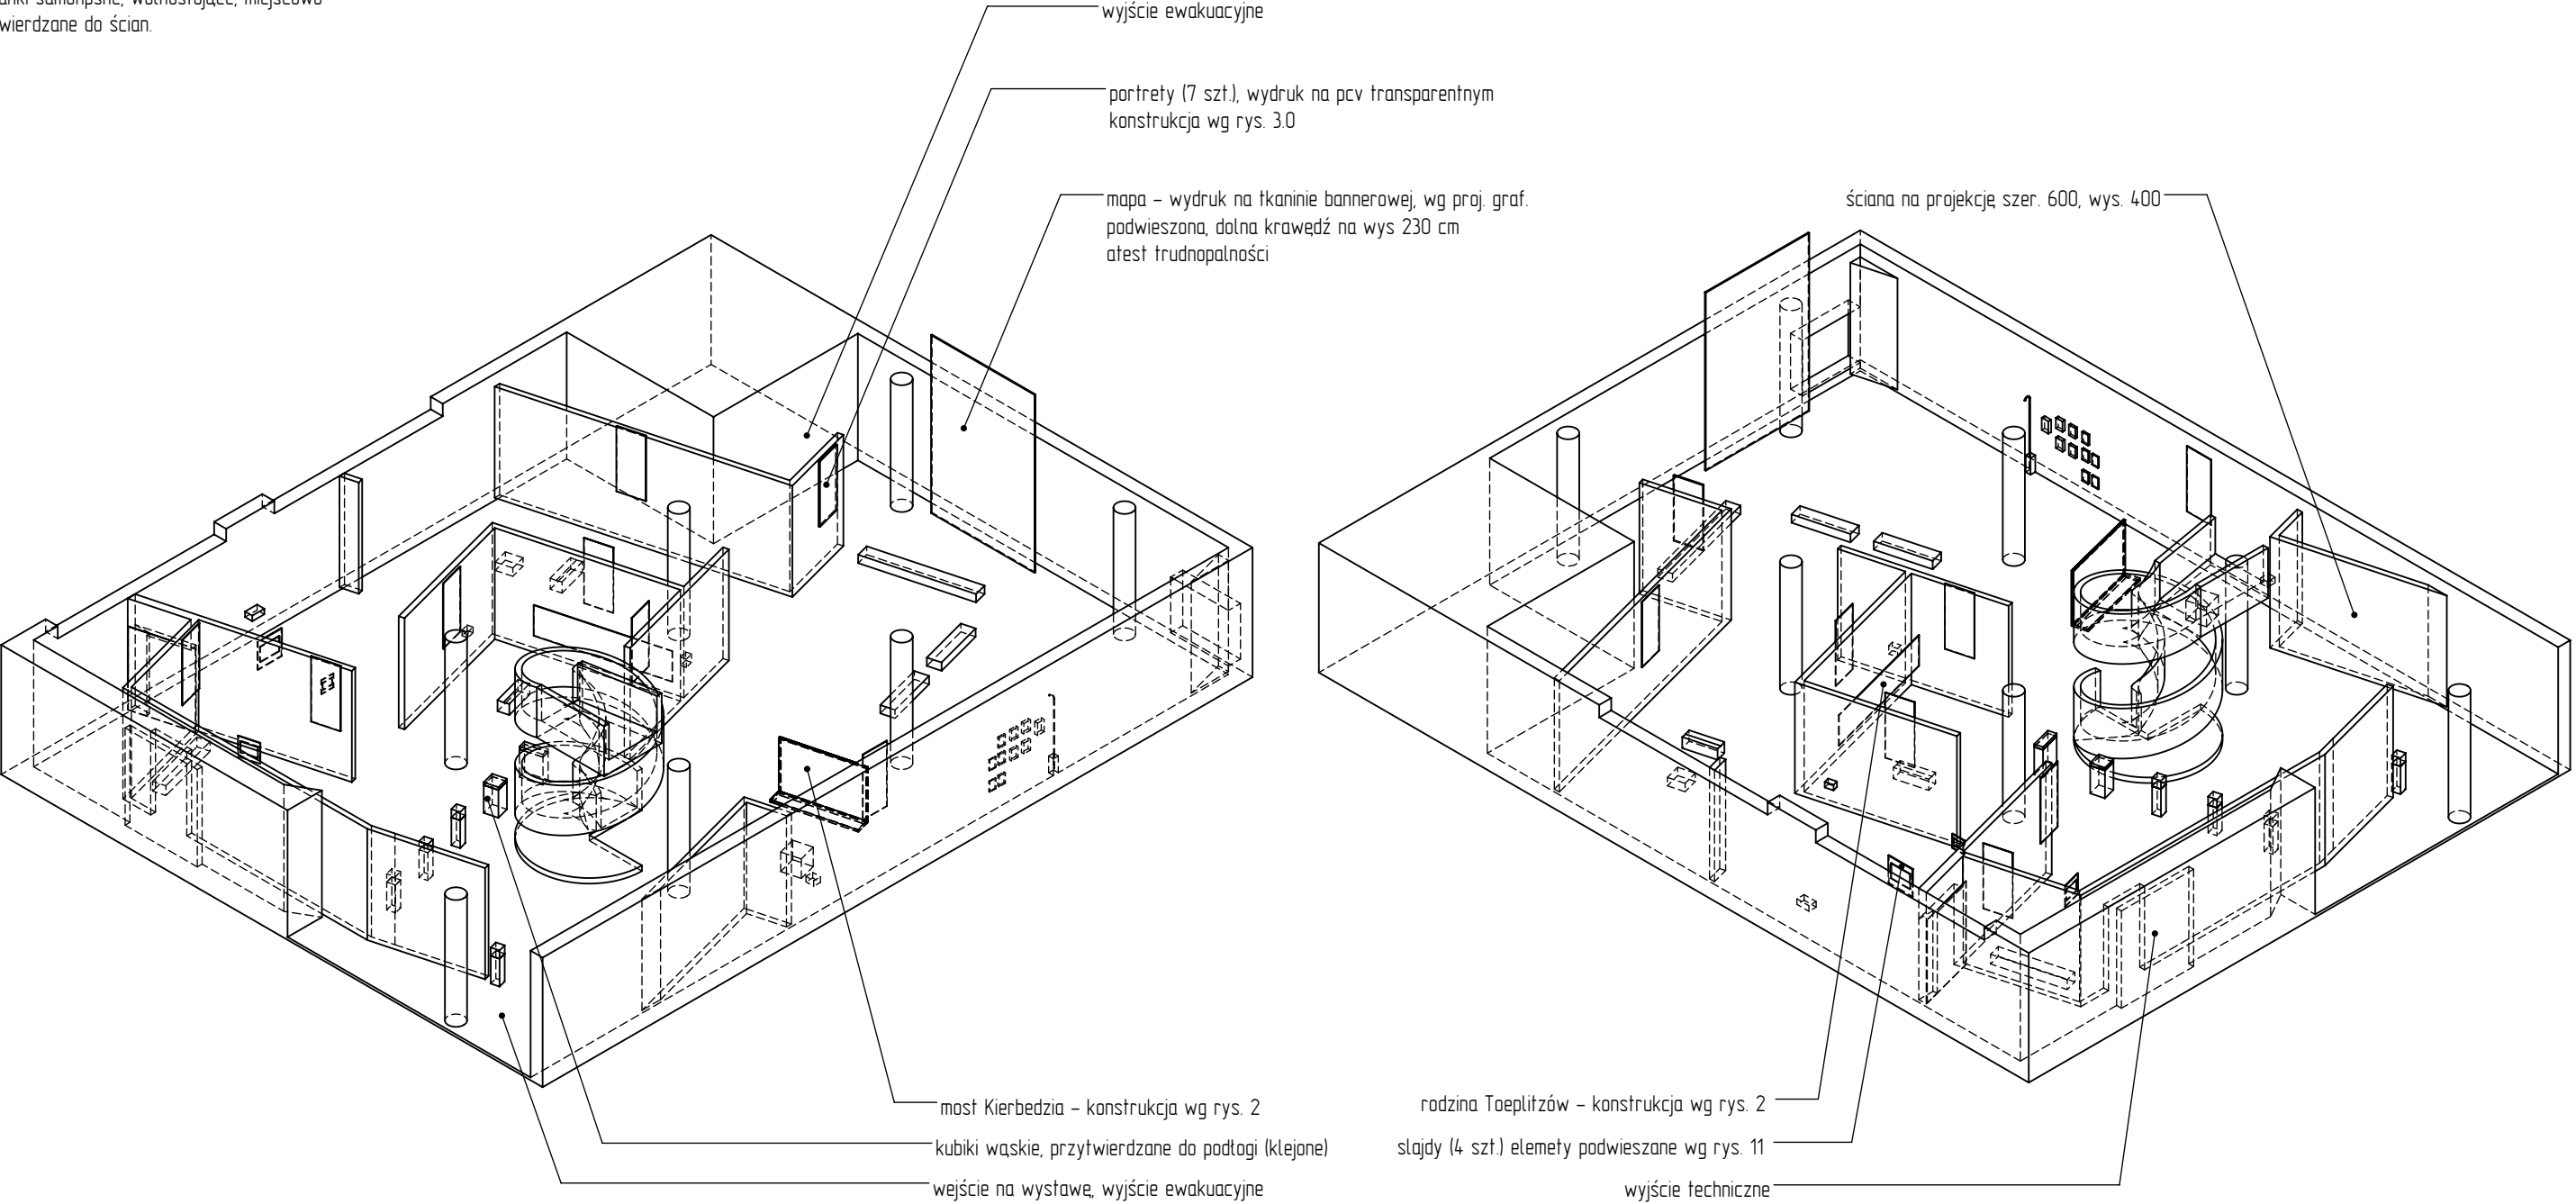 samonośne, wolnostojące, miejscowo
wierdzane do ścian.
wyjście ewakuacyjne
portrety (7 szt.), wydruk na pcv transparentnym
konstrukcja wg rys. 3.0
mapa – wydruk na tkaninie bannerowej, wg proj. graf.
podwieszona, dolna krawędź na wys 230 cm
atest trudnopalności
ściana na projekcję szer. 600, wys. 400
most Kierbedzia – konstrukcja wg rys. 2
kubiki wąskie, przytwierdzane do podłogi (klejone)
wejście na wystawę, wyjście ewakuacyjne
rodzina Toeplitzów – konstrukcja wg rys. 2
slajdy (4 szt.) elemety podwieszane wg rys. 11
wyjście techniczne